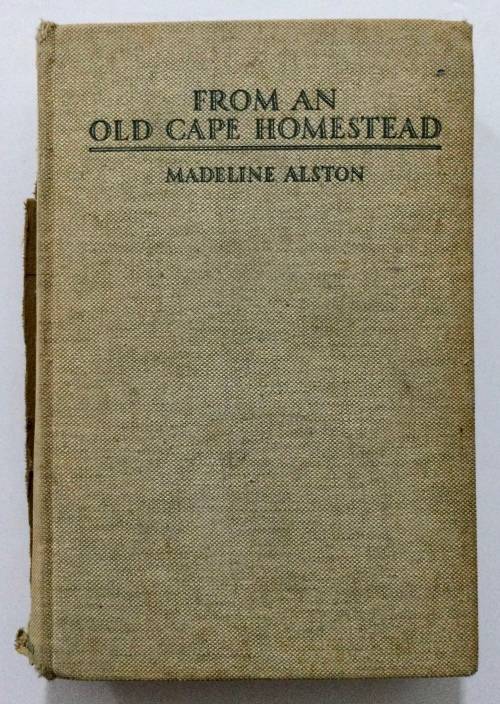 FROM AN
OLD CAPE HOMESTEAD
MADELINE ALSTON